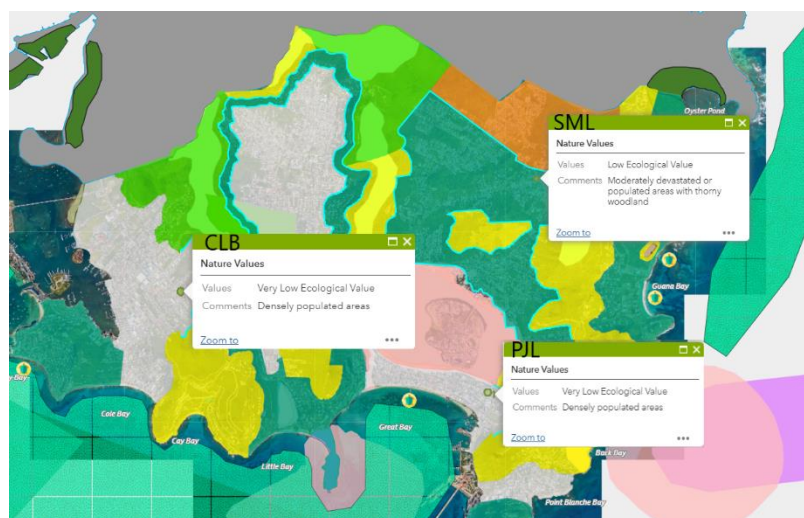 Oyster Pond
SML
Nature Values
Values Low Ecological Value
Comments Moderately devastated or
populated areas with thorny
woodland
Zoom to
CLB
Nature Values
Values Very Low Ecological Value
Comments Densely populated areas
Zoom to
Guana Bay
PJL
Nature Values
Values Very Low Ecological Value
Comments Densely populated areas
Zoom to
Bay
Cole Bay
Cay Bay
Great Bay
Little Bay
Back Bay
Point Blanche Bay